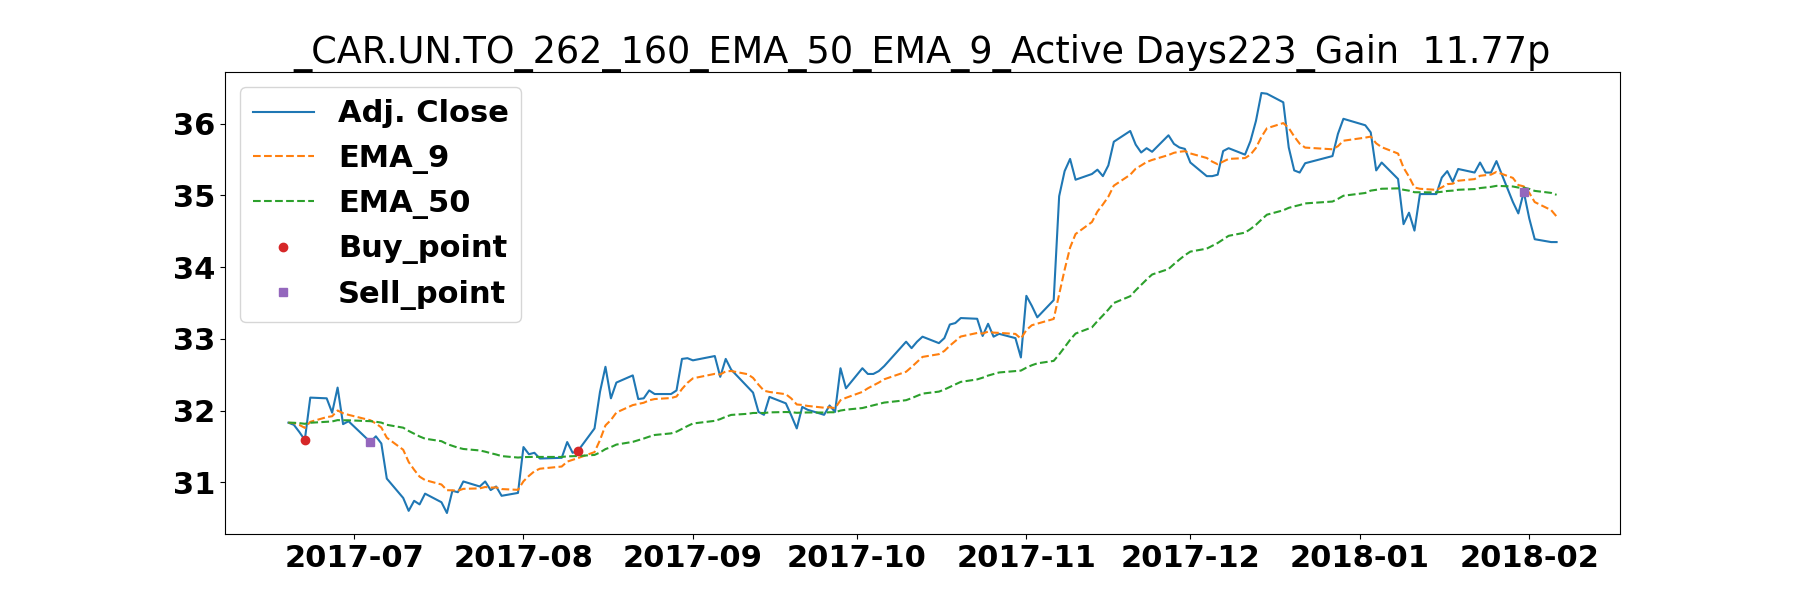 _CAR.UN.TO_262_160_EMA_50_EMA_9_Active Days223_Gain  11.77p
Adj. Close
EMA_9
EMA_50
Buy_point
Sell_point
36
35
34
33
32
31
2017-07 2017-08 2017-09 2017-10 2017-11 2017-12 2018-01 2018-02